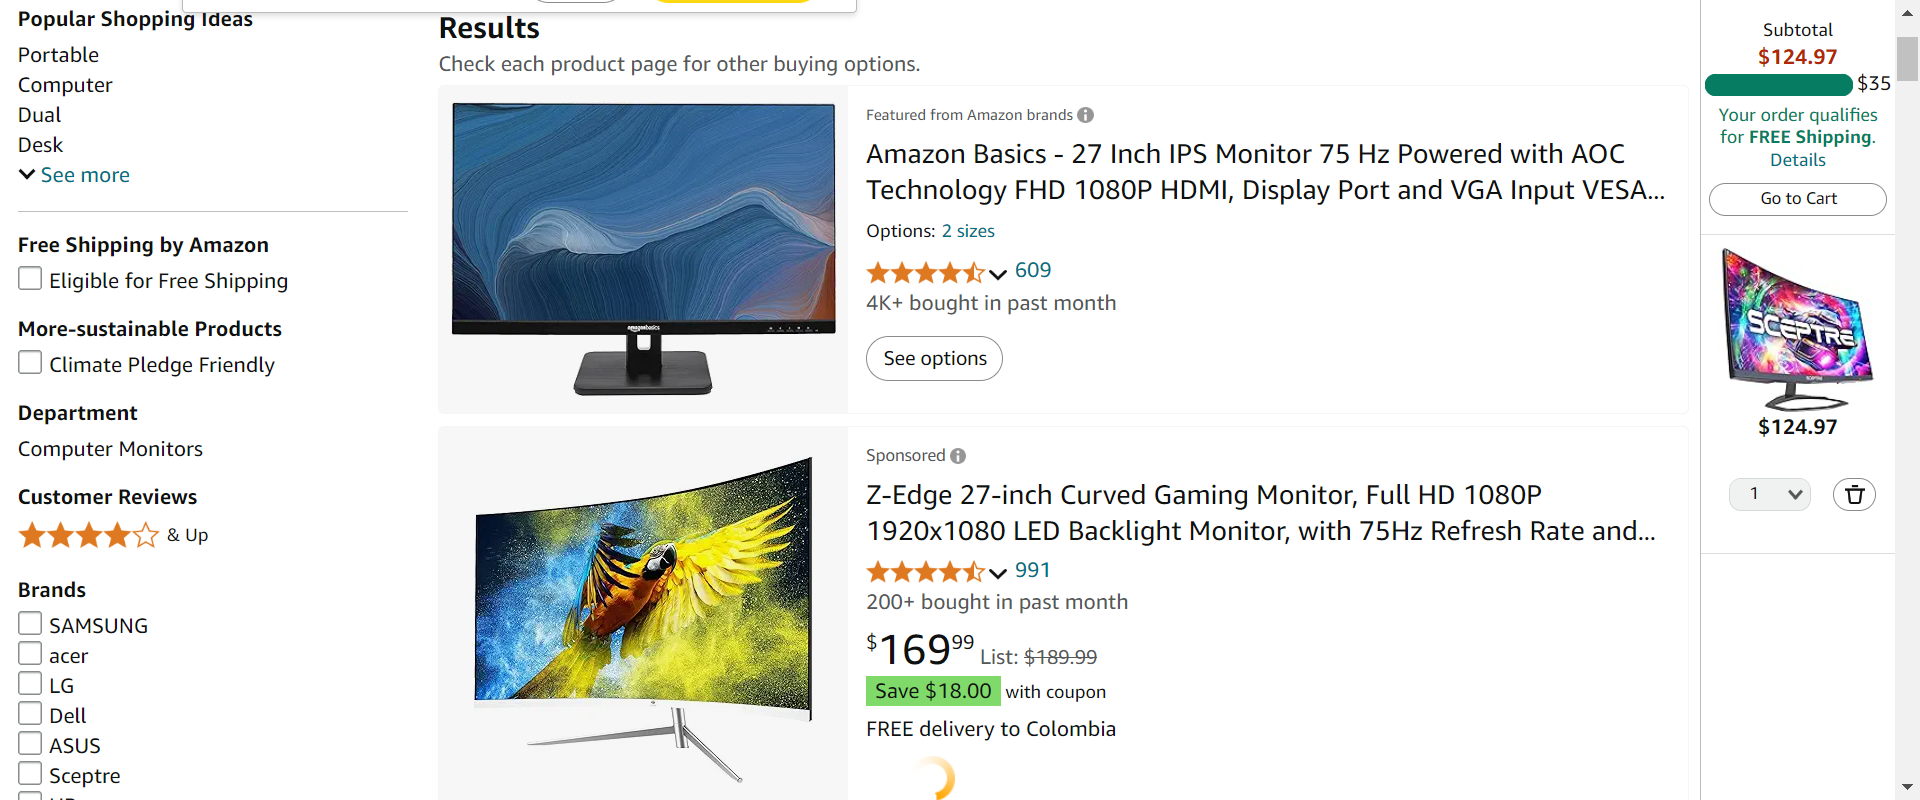 Popular Shopping Ideas
Portable
Computer
Dual
Desk
See more
Free Shipping by Amazon
Eligible for Free Shipping
More-sustainable Products
Climate Pledge Friendly
Department
Computer Monitors
Customer Reviews
& Up
Brands
SAMSUNG
acer
LG
Dell
ASUS
Sceptre
Results
Check each product page for other buying options.
amazonbasics
Featured from Amazon brands
Amazon Basics - 27 Inch IPS Monitor 75 Hz Powered with AOC
Technology FHD 1080P HDMI, Display Port and VGA Input VESA...
Options: 2 sizes
609
4K+ bought in past month
See options
Sponsored
Z-Edge 27-inch Curved Gaming Monitor, Full HD 1080P
1920x1080 LED Backlight Monitor, with 75Hz Refresh Rate and...
991
200+ bought in past month
$169.99 List: $189.99
Save $18.00 with coupon
FREE delivery to Colombia
Subtotal
$124.97
$35
Your order qualifies
for FREE Shipping.
Details
Go to Cart
SCEPTRE
SCEPTRE
$124.97
1